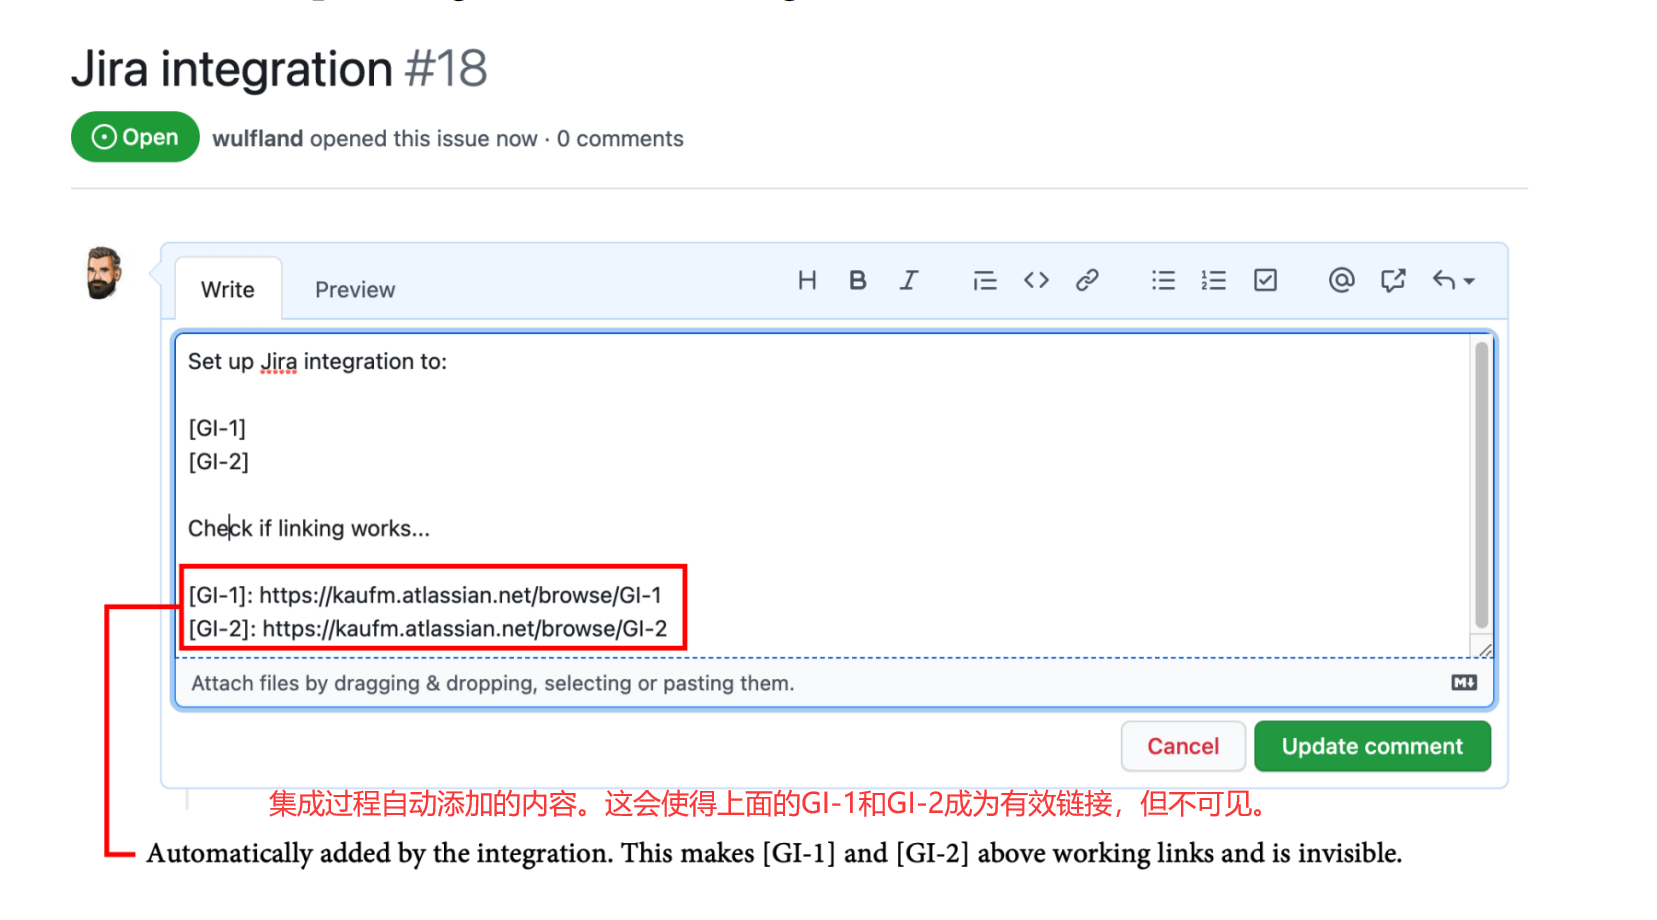 Jira integration #18
Open wulfland opened this issue now · 0 comments
Write Preview
Set up Jira integration to:
[GI-1]
[GI-2]
Check if linking works...
[GI-1]: https://kaufm.atlassian.net/browse/GI-1
[GI-2]: https://kaufm.atlassian.net/browse/GI-2
Attach files by dragging & dropping, selecting or pasting them.
Cancel Update comment
集成过程自动添加的内容。这会使得上面的GI-1和GI-2成为有效链接，但不可见。
Automatically added by the integration. This makes [GI-1] and [GI-2] above working links and is invisible.